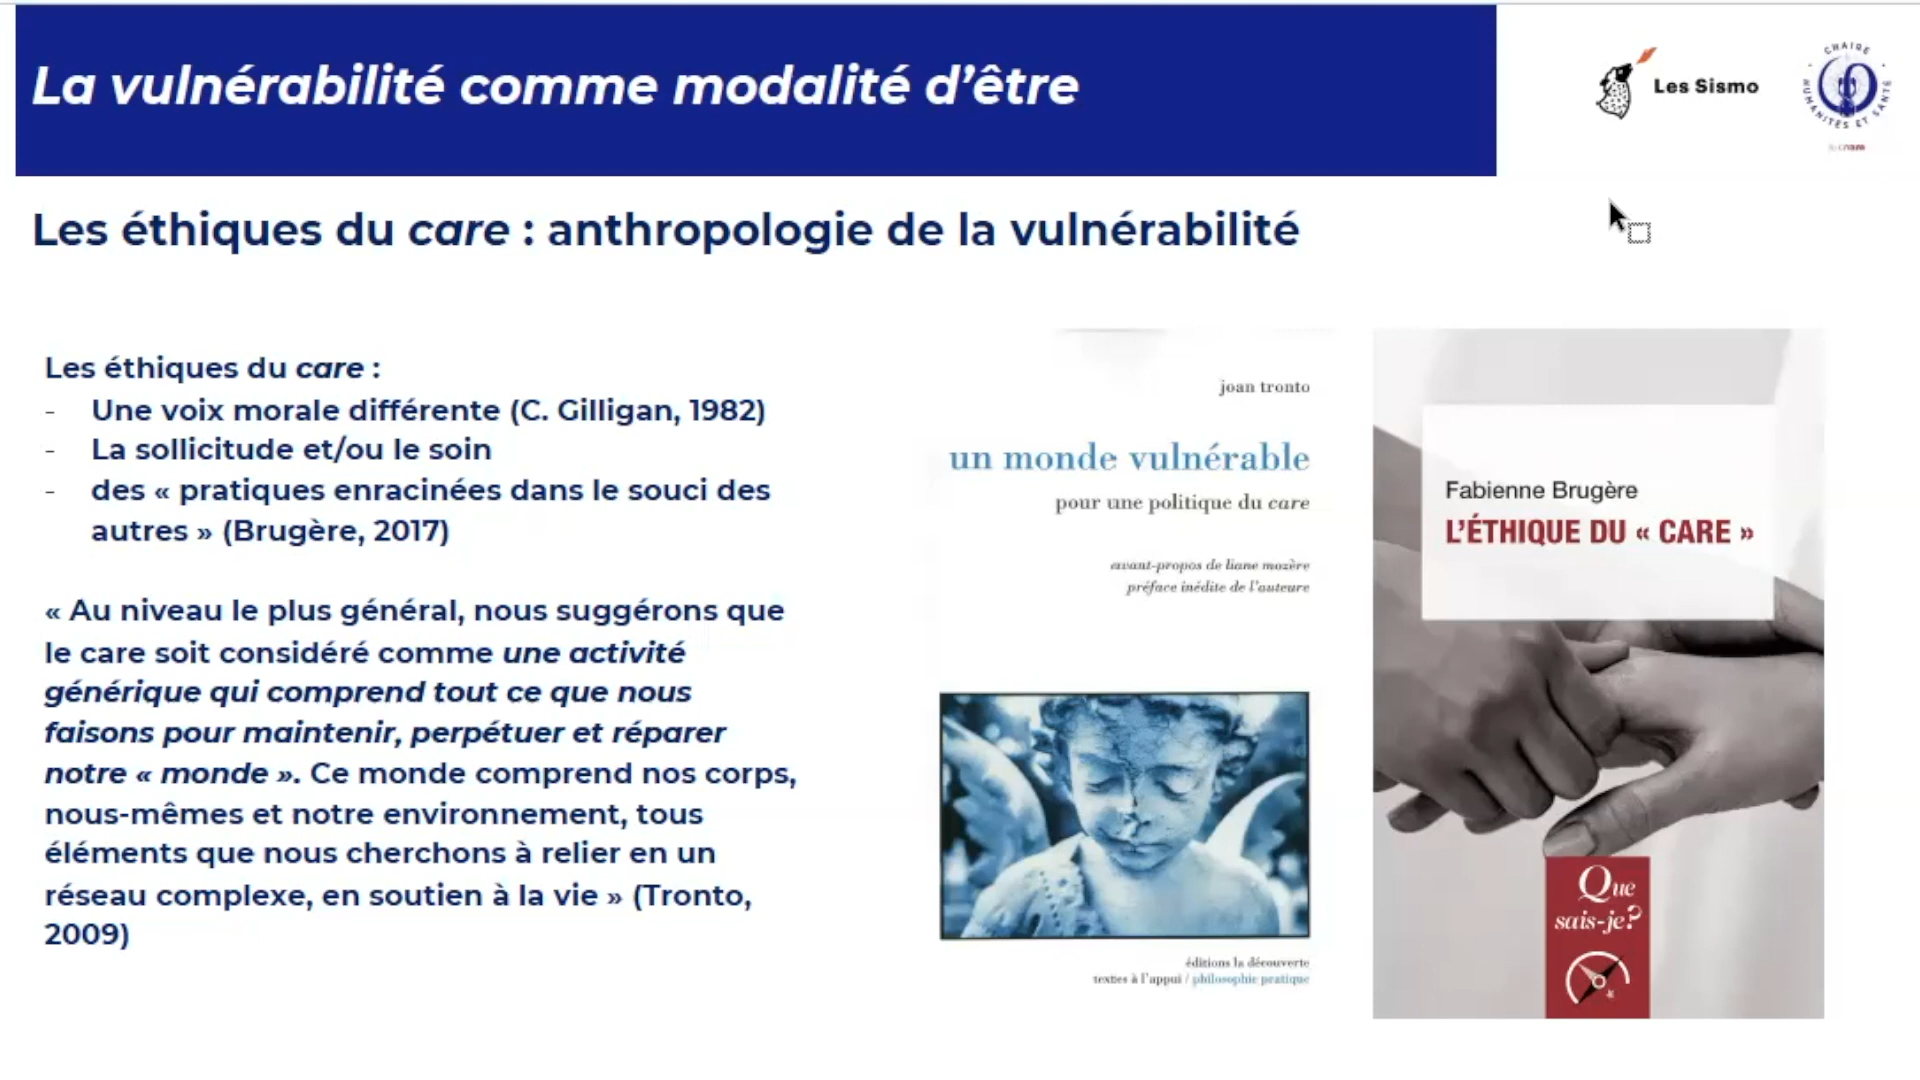 La vulnérabilité comme modalité d’être
Les Sismo
CHAIRE HUMANITÉS ET SANTÉ
Les éthiques du care : anthropologie de la vulnérabilité
Les éthiques du care :
- Une voix morale différente (C. Gilligan, 1982)
- La sollicitude et/ou le soin
- des « pratiques enracinées dans le souci des
autres » (Brugère, 2017)
« Au niveau le plus général, nous suggérons que
le care soit considéré comme une activité
générique qui comprend tout ce que nous
faisons pour maintenir, perpétuer et réparer
notre « monde ». Ce monde comprend nos corps,
nous-mêmes et notre environnement, tous
éléments que nous cherchons à relier en un
réseau complexe, en soutien à la vie » (Tronto,
2009)
joan tronto
un monde vulnérable
pour une politique du care
avant-propos de liane mozère
préface inédite de l'auteure
éditions la découverte
textes à l'appui / philosophie pratique
Fabienne Brugère
L'ÉTHIQUE DU « CARE »
Que
sais-je?